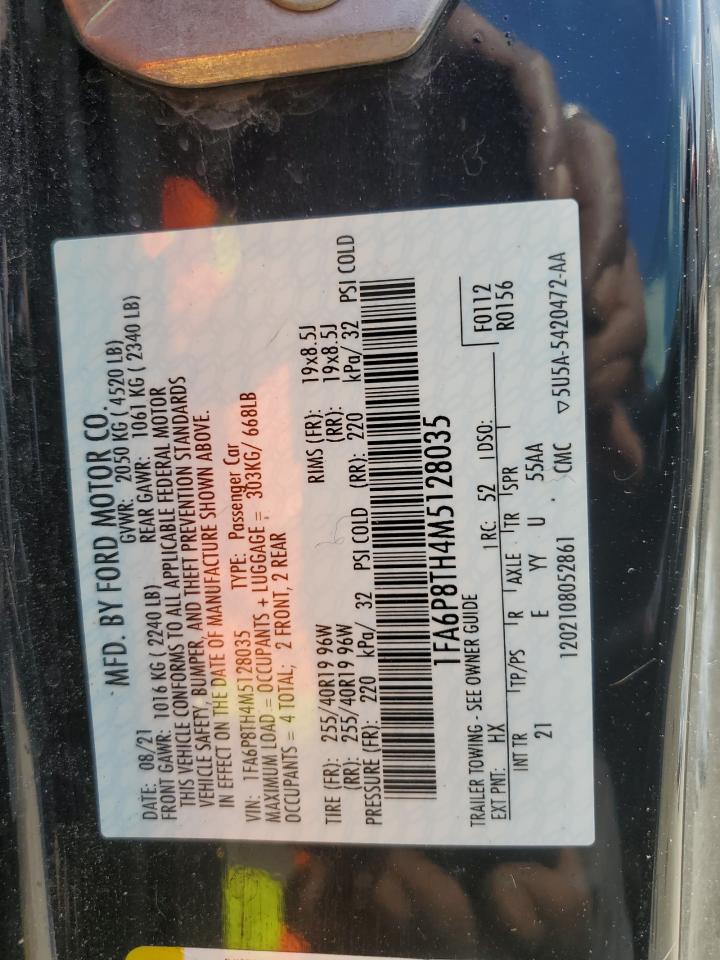 MFD. BY FORD MOTOR CO.
DATE: 08/21 GVWR: 2050 KG ( 4520 LB)
FRONT GAWR: 1016 KG ( 2240 LB) REAR GAWR: 1061 KG ( 2340 LB)
THIS VEHICLE CONFORMS TO ALL APPLICABLE FEDERAL MOTOR
VEHICLE SAFETY, BUMPER, AND THEFT PREVENTION STANDARDS
IN EFFECT ON THE DATE OF MANUFACTURE SHOWN ABOVE.
VIN: 1FA6P8TH4M5128035 TYPE: Passenger Car
MAXIMUM LOAD = OCCUPANTS + LUGGAGE = 303KG/ 668LB
OCCUPANTS = 4 TOTAL; 2 FRONT, 2 REAR
TIRE (FR): 255/40R19 96W RIMS (FR): 19x8.5J
(RR): 255/40R19 96W (RR): 19x8.5J
PRESSURE (FR): 220 kPa/ 32 PSI COLD (RR): 220 kPa/ 32 PSI COLD
1FA6P8TH4M5128035
TRAILER TOWING - SEE OWNER GUIDE F0112
EXT PNT: HX RC: 52 DSO: R0156
INT TR TP/PS R AXLE TR SPR
21 E YY U 55AA
1202108052861 CMC ▽5U5A-5420472-AA